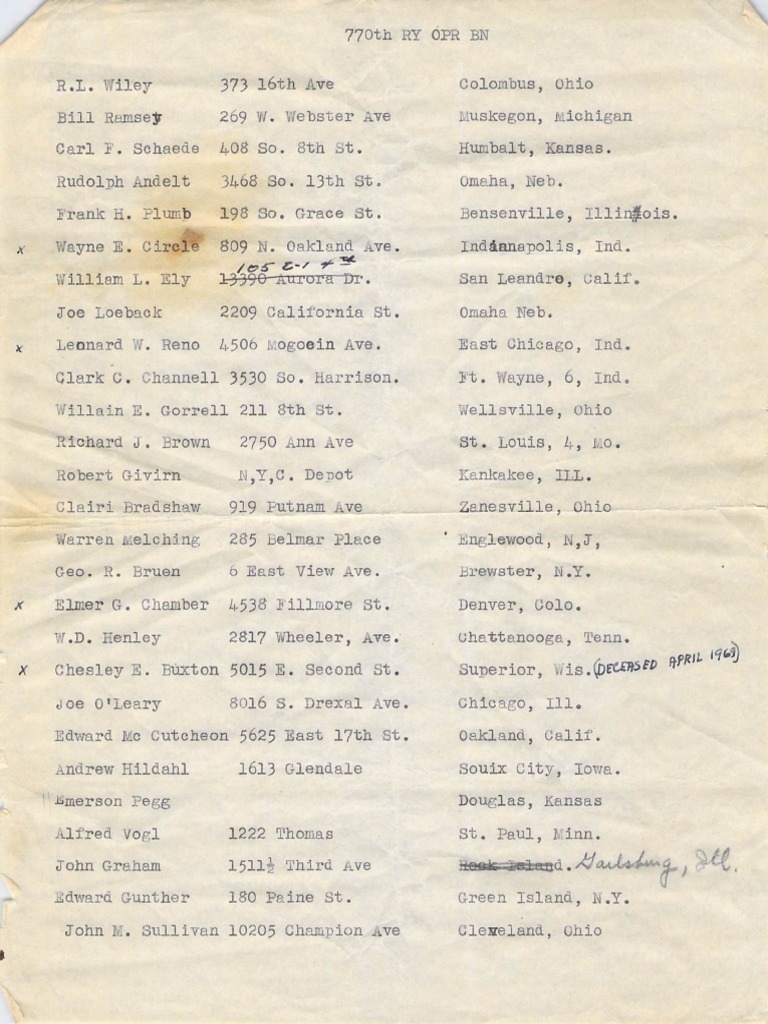 770th RY OPR BN
R.L. Wiley 373 16th Ave Colombus, Ohio
Bill Ramsey 269 W. Webster Ave Muskegon, Michigan
Carl F. Schaede 408 So. 8th St. Humbalt, Kansas.
Rudolph Andelt 3468 So. 13th St. Omaha, Neb.
Frank H. Plumb 198 So. Grace St. Bensenville, Illinois.
x Wayne E. Circle 809 N. Oakland Ave. Indianapolis, Ind.
105 E-14th
William L. Ely 13390 Aurora Dr. San Leandro, Calif.
Joe Loeback 2209 California St. Omaha Neb.
x Leonard W. Reno 4506 Mogoein Ave. East Chicago, Ind.
Clark C. Channell 3530 So. Harrison. Ft. Wayne, 6, Ind.
Willain E. Gorrell 211 8th St. Wellsville, Ohio
Richard J. Brown 2750 Ann Ave St. Louis, 4, Mo.
Robert Givirn N,Y,C. Depot Kankakee, ILL.
Clairi Bradshaw 919 Putnam Ave Zanesville, Ohio
Warren Melching 285 Belmar Place Englewood, N,J,
Geo. R. Bruen 6 East View Ave. Brewster, N.Y.
x Elmer G. Chamber 4538 Fillmore St. Denver, Colo.
W.D. Henley 2817 Wheeler, Ave. Chattanooga, Tenn.
x Chesley E. Buxton 5015 E. Second St. Superior, Wis. (DECEASED APRIL 1968)
Joe O'Leary 8016 S. Drexal Ave. Chicago, Ill.
Edward Mc Cutcheon 5625 East 17th St. Oakland, Calif.
Andrew Hildahl 1613 Glendale Souix City, Iowa.
Emerson Pegg Douglas, Kansas
Alfred Vogl 1222 Thomas St. Paul, Minn.
John Graham 1511½ Third Ave Rock Island. Garlsburg, Ill.
Edward Gunther 180 Paine St. Green Island, N.Y.
John M. Sullivan 10205 Champion Ave Cleveland, Ohio